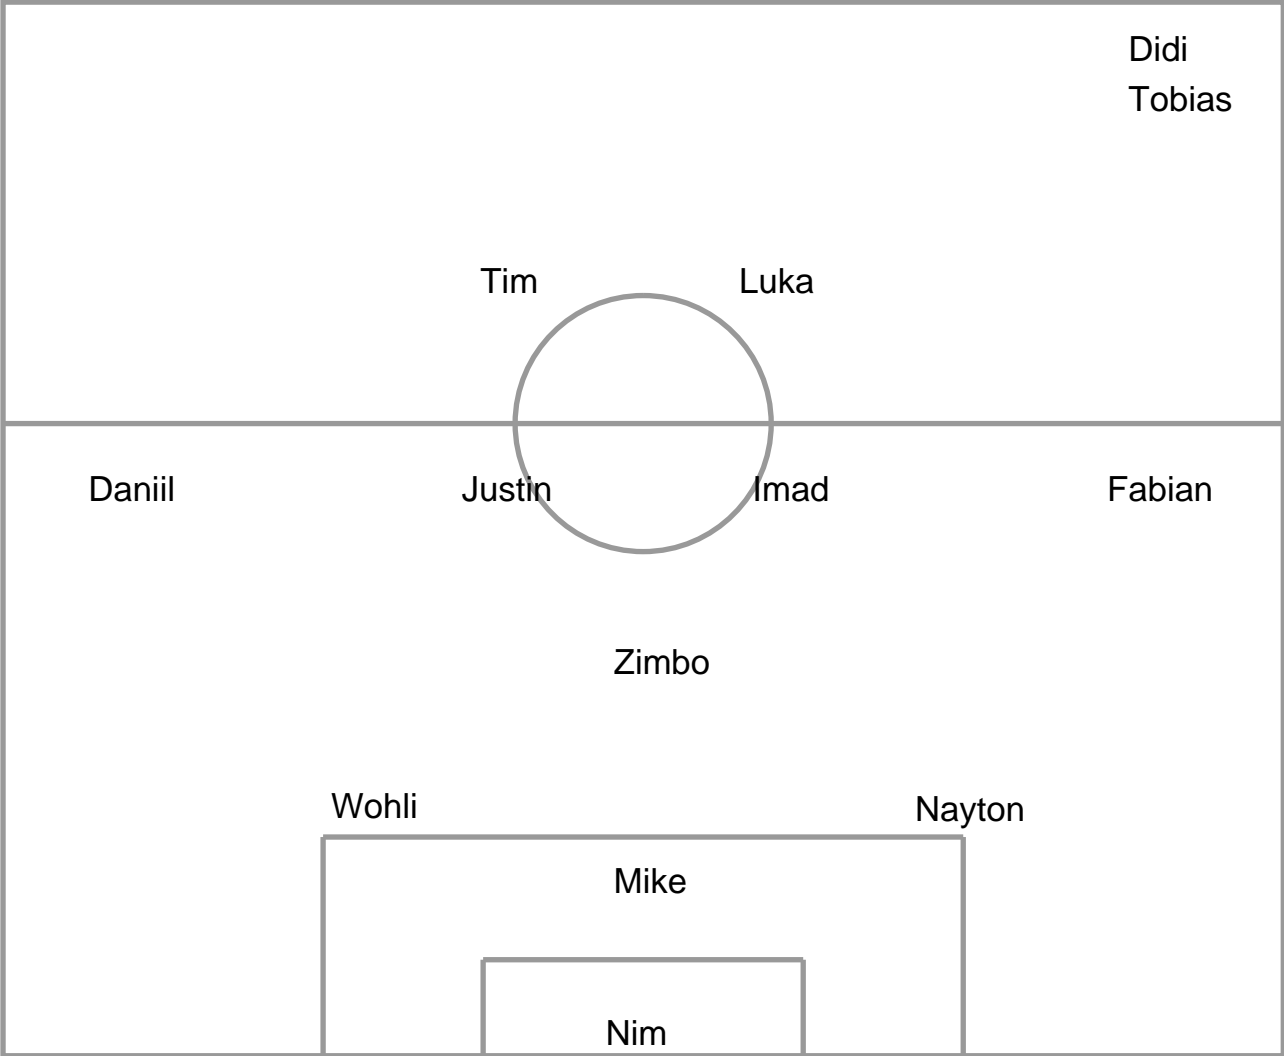 Didi
Tobias
Tim Luka
Daniil Justin Imad Fabian
Zimbo
Wohli Nayton
Mike
Nim